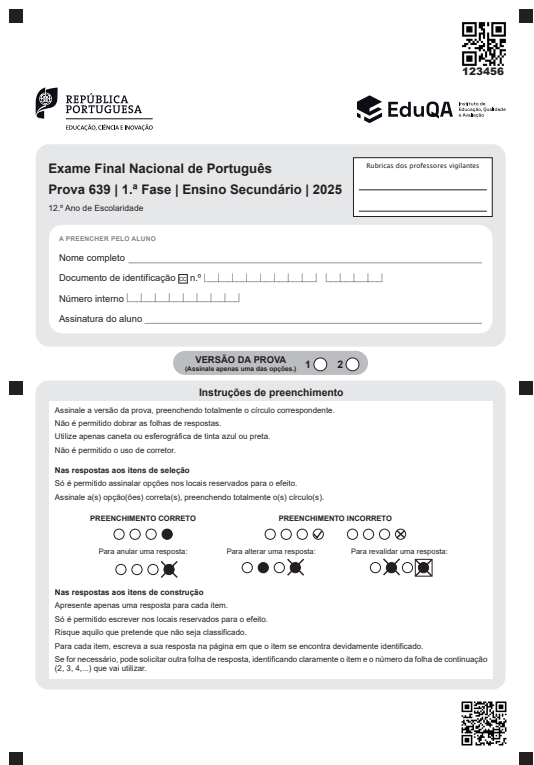 123456
REPÚBLICA
PORTUGUESA
EDUCAÇÃO, CIÊNCIA E INOVAÇÃO
EduQA
Instituto de
Educação, Qualidade
e Avaliação
Exame Final Nacional de Português
Prova 639 | 1.ª Fase | Ensino Secundário | 2025
12.º Ano de Escolaridade
Rubricas dos professores vigilantes
A PREENCHER PELO ALUNO
Nome completo
Documento de identificação CC n.º
Número interno
Assinatura do aluno
VERSÃO DA PROVA
(Assinale apenas uma das opções.)
1 2
Instruções de preenchimento
Assinale a versão da prova, preenchendo totalmente o círculo correspondente.
Não é permitido dobrar as folhas de respostas.
Utilize apenas caneta ou esferográfica de tinta azul ou preta.
Não é permitido o uso de corretor.
Nas respostas aos itens de seleção
Só é permitido assinalar opções nos locais reservados para o efeito.
Assinale a(s) opção(ões) correta(s), preenchendo totalmente o(s) círculo(s).
PREENCHIMENTO CORRETO
PREENCHIMENTO INCORRETO
Para anular uma resposta:
Para alterar uma resposta:
Para revalidar uma resposta:
Nas respostas aos itens de construção
Apresente apenas uma resposta para cada item.
Só é permitido escrever nos locais reservados para o efeito.
Risque aquilo que pretende que não seja classificado.
Para cada item, escreva a sua resposta na página em que o item se encontra devidamente identificado.
Se for necessário, pode solicitar outra folha de resposta, identificando claramente o item e o número da folha de continuação
(2, 3, 4,...) que vai utilizar.